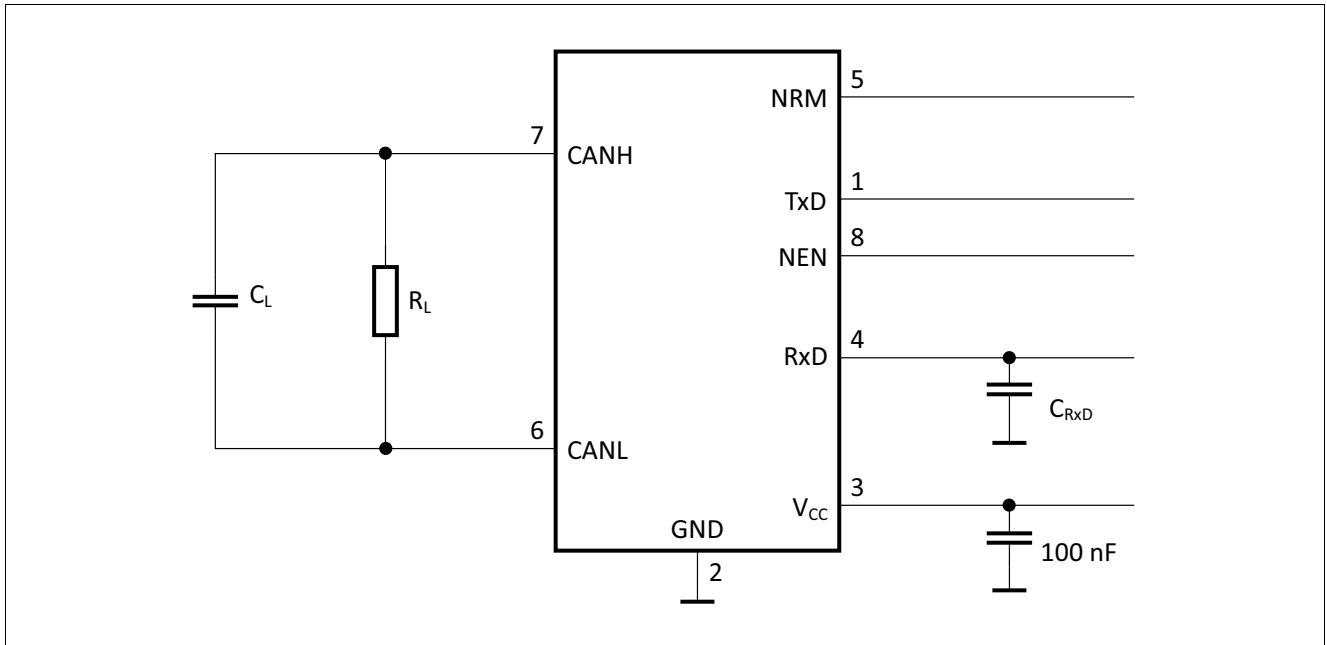 5
NRM
7
CANH
1
TxD
8
NEN
C_L
R_L
4
RxD
C_RxD
6
CANL
3
V_CC
GND
100 nF
2